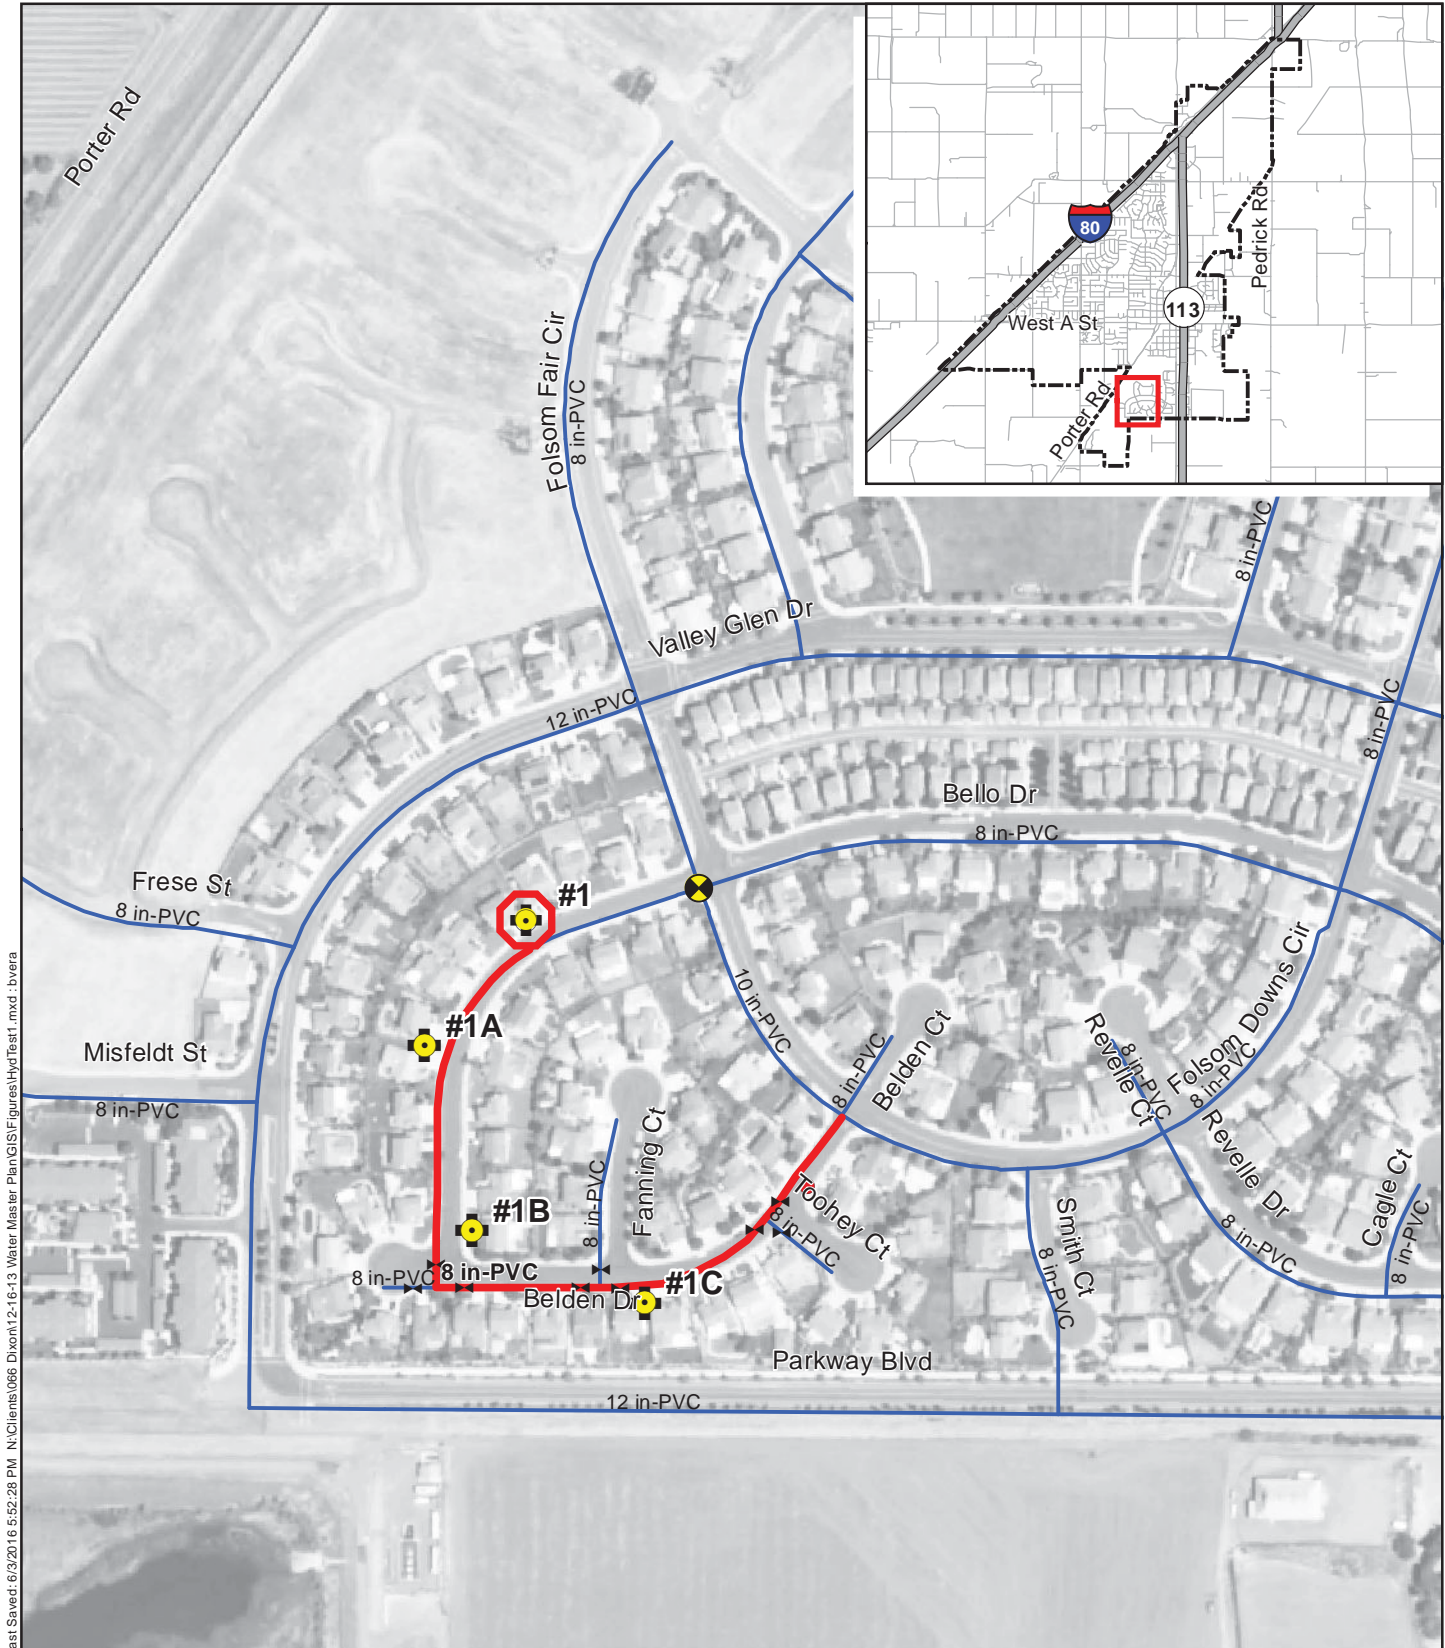 Porter Rd
80
Pedrick Rd
113
West A St
Porter Rd
Folsom Fair Cir
8 in-PVC
8 in-PVC
Valley Glen Dr
12 in-PVC
8 in-PVC
Bello Dr
8 in-PVC
Frese St
8 in-PVC
#1
10 in-PVC
#1A
Misfeldt St
8 in-PVC
8 in-PVC
Belden Ct
Revelle Ct
8 in-PVC
Folsom Downs Cir
8 in-PVC
Fanning Ct
8 in-PVC
#1B
Toohey Ct
8 in-PVC
Smith Ct
8 in-PVC
Revelle Dr
8 in-PVC
Cagle Ct
8 in-PVC
8 in-PVC
8 in-PVC
#1C
Belden Dr
Parkway Blvd
12 in-PVC
ast Saved: 6/3/2016 5:52:28 PM N:\Clients\066 Dixon\12-16-13 Water Master Plan\GIS\Figures\HydTest1.mxd : bvera